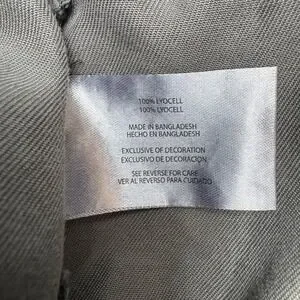 100% LYOCELL
100% LYOCELL
MADE IN BANGLADESH
HECHO EN BANGLADESH
EXCLUSIVE OF DECORATION
EXCLUSIVO DE DECORACIÓN
SEE REVERSE FOR CARE
VER AL REVERSO PARA CUIDADO